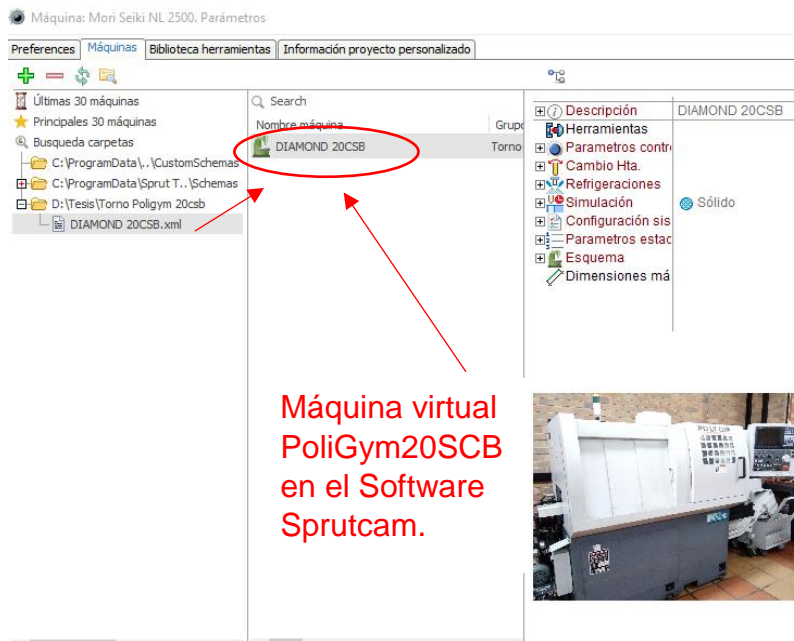 Máquina: Mori Seiki NL 2500. Parámetros
Preferences Máquinas Biblioteca herramientas Información proyecto personalizado
Últimas 30 máquinas
Principales 30 máquinas
Busqueda carpetas
C:\ProgramData\..\CustomSchemas
C:\ProgramData\Sprut T..\Schemas
D:\Tesis\Torno Poligym 20csb
DIAMOND 20CSB.xml
Search
Nombre máquina Grupo
DIAMOND 20CSB Torno
Descripción DIAMOND 20CSB
Herramientas
Parametros contr
Cambio Hta.
Refrigeraciones
Simulación Sólido
Configuración sis
Parametros estad
Esquema
Dimensiones má
Máquina virtual
PoliGym20SCB
en el Software
Sprutcam.
POLY GIM